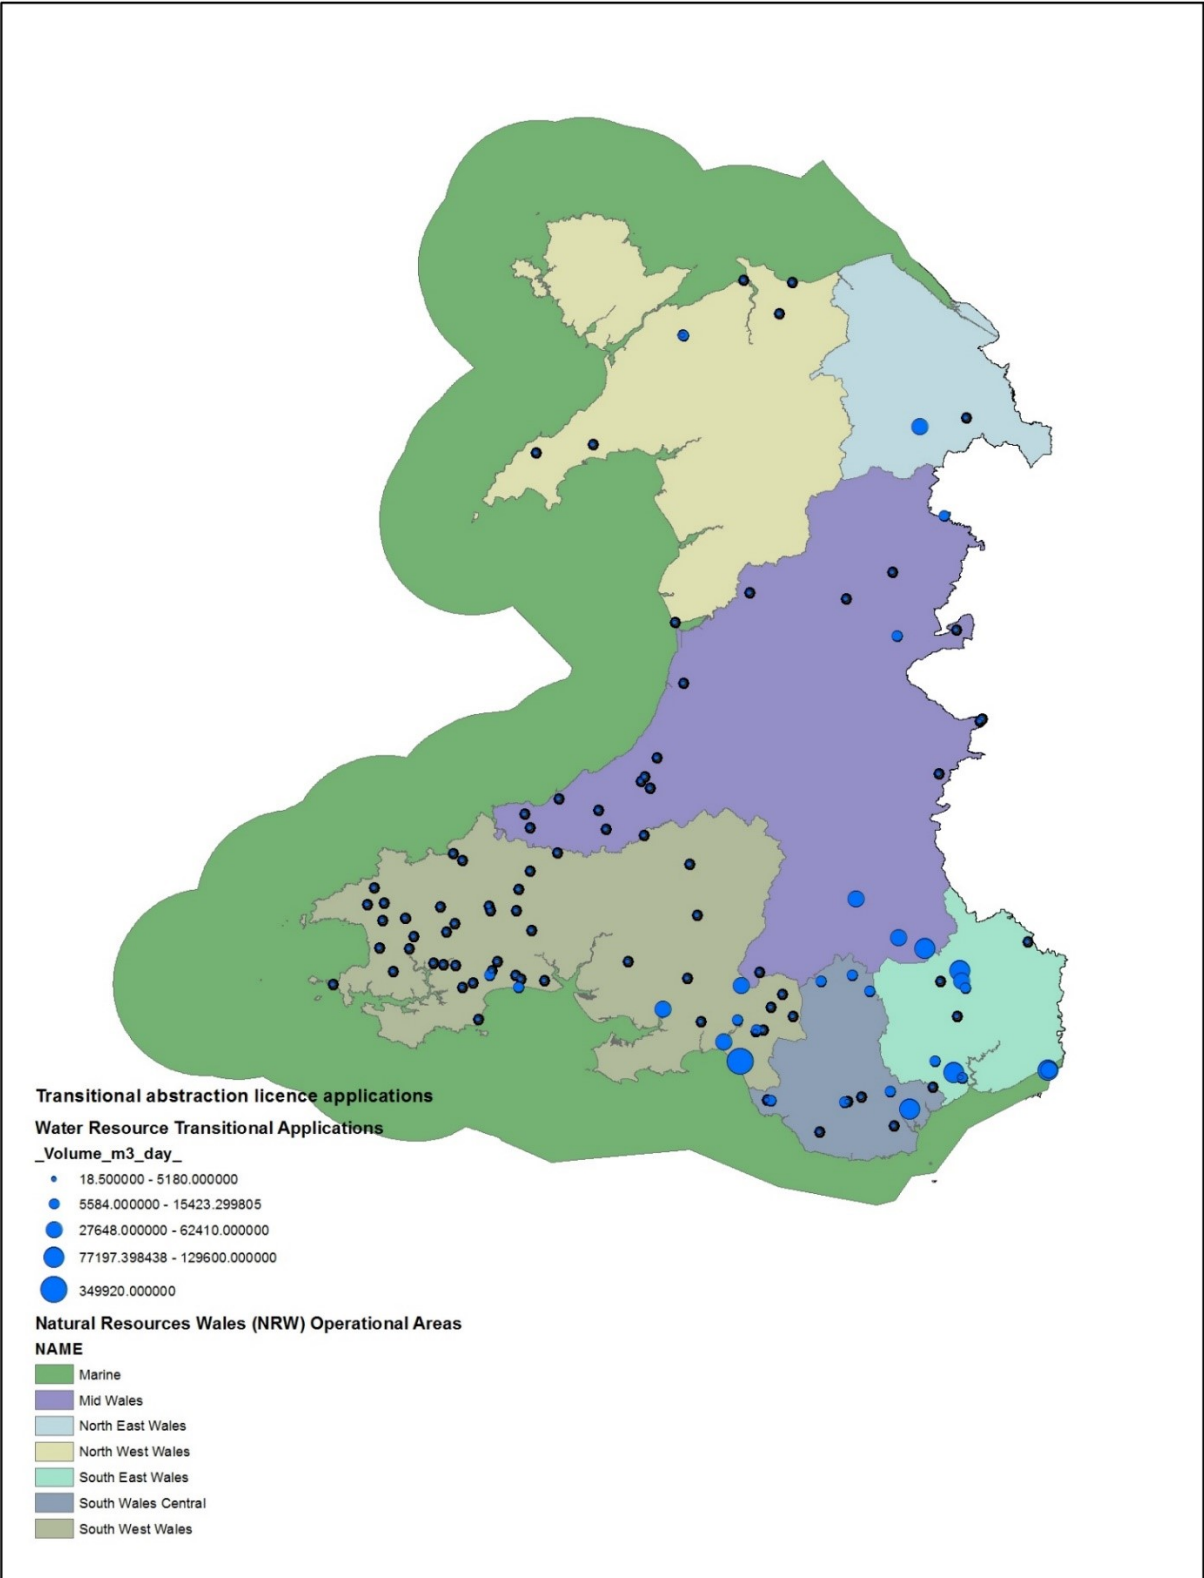 Transitional abstraction licence applications
Water Resource Transitional Applications
_Volume_m3_day_
18.500000 - 5180.000000
5584.000000 - 15423.299805
27648.000000 - 62410.000000
77197.398438 - 129600.000000
349920.000000
Natural Resources Wales (NRW) Operational Areas
NAME
Marine
Mid Wales
North East Wales
North West Wales
South East Wales
South Wales Central
South West Wales